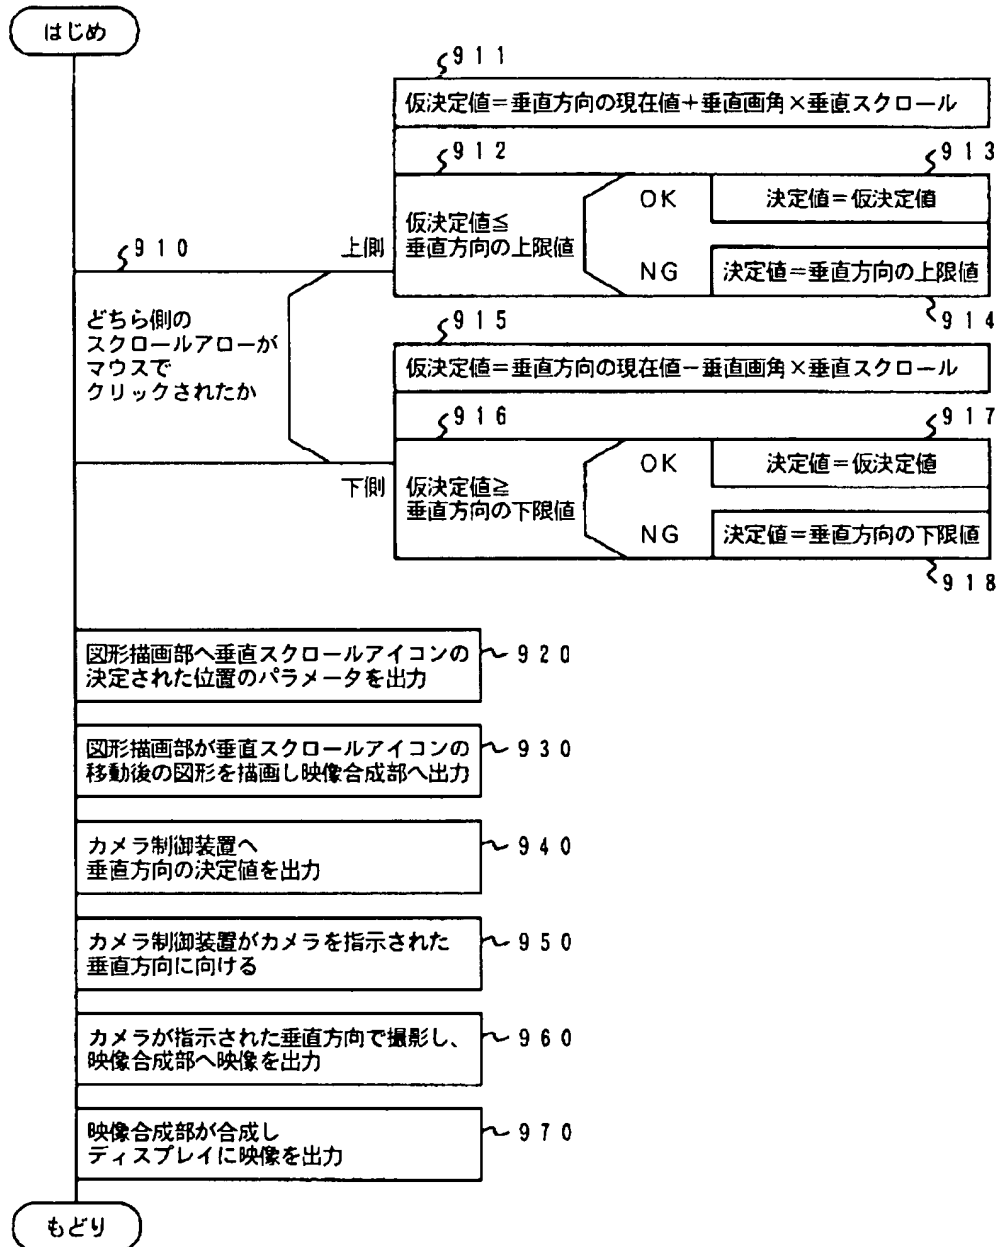 はじめ
911
仮決定値=垂直方向の現在値+垂直画角×垂直スクロール
912
913
仮決定値≦
垂直方向の上限値
OK
決定値=仮決定値
NG
決定値=垂直方向の上限値
914
910
上側
どちら側の
スクロールアローが
マウスで
クリックされたか
915
仮決定値=垂直方向の現在値-垂直画角×垂直スクロール
916
917
下側
仮決定値≧
垂直方向の下限値
OK
決定値=仮決定値
NG
決定値=垂直方向の下限値
918
図形描画部へ垂直スクロールアイコンの
決定された位置のパラメータを出力
920
図形描画部が垂直スクロールアイコンの
移動後の図形を描画し映像合成部へ出力
930
カメラ制御装置へ
垂直方向の決定値を出力
940
カメラ制御装置がカメラを指示された
垂直方向に向ける
950
カメラが指示された垂直方向で撮影し、
映像合成部へ映像を出力
960
映像合成部が合成し
ディスプレイに映像を出力
970
もどり